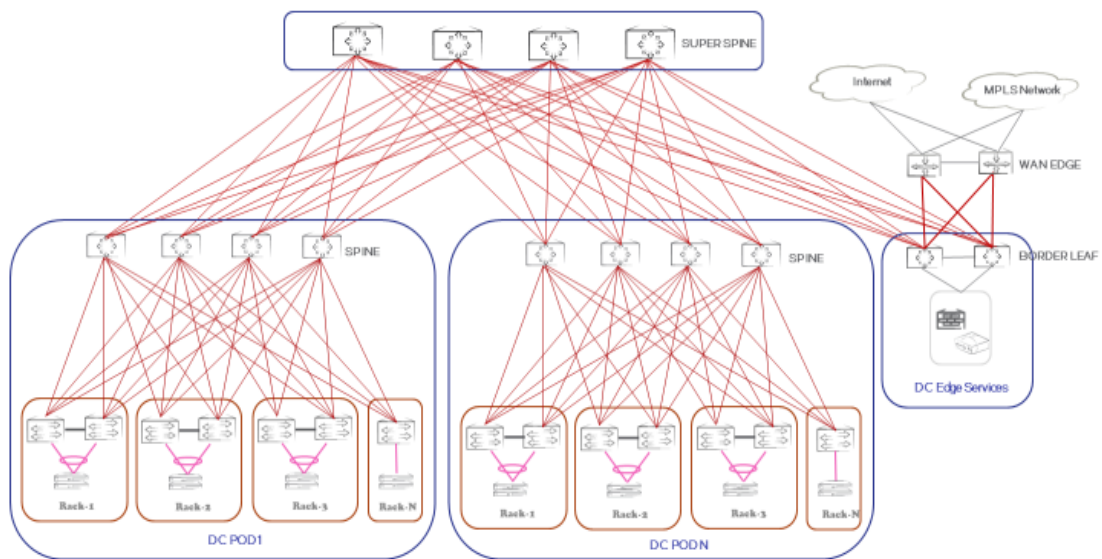 SUPER SPINE
Internet
MPLS Network
WAN EDGE
SPINE
SPINE
BORDER LEAF
DC Edge Services
Rack-1
Rack-2
Rack-3
Rack-N
Rack-1
Rack-2
Rack-3
Rack-N
DC POD1
DC POD N